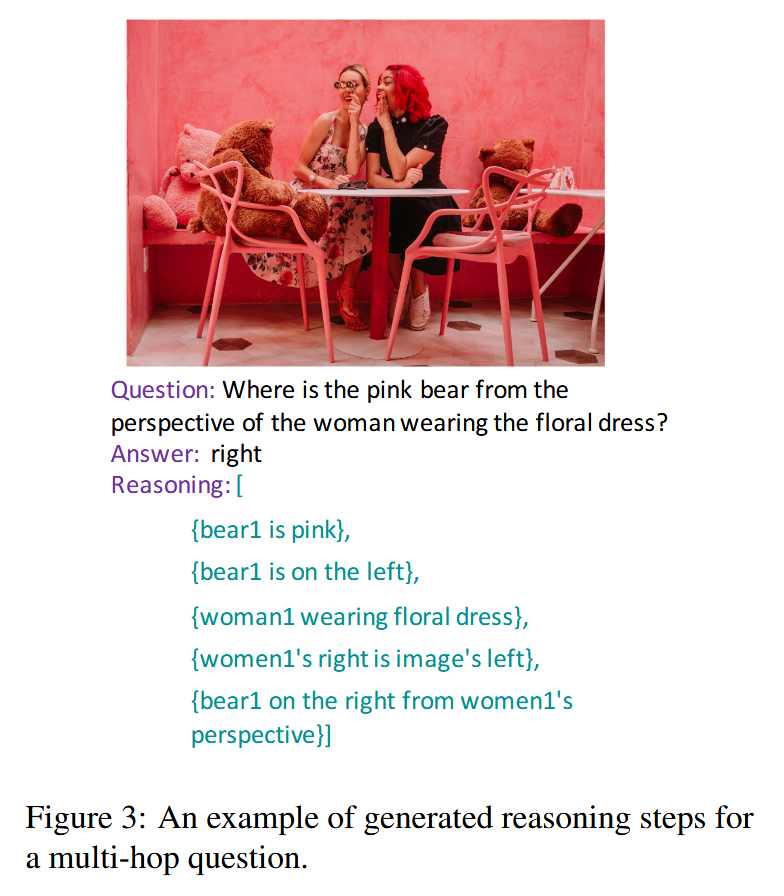 Question: Where is the pink bear from the
perspective of the woman wearing the floral dress?
Answer: right
Reasoning: [
{bear1 is pink},
{bear1 is on the left},
{woman1 wearing floral dress},
{women1's right is image's left},
{bear1 on the right from women1's
perspective}]
Figure 3: An example of generated reasoning steps for
a multi-hop question.